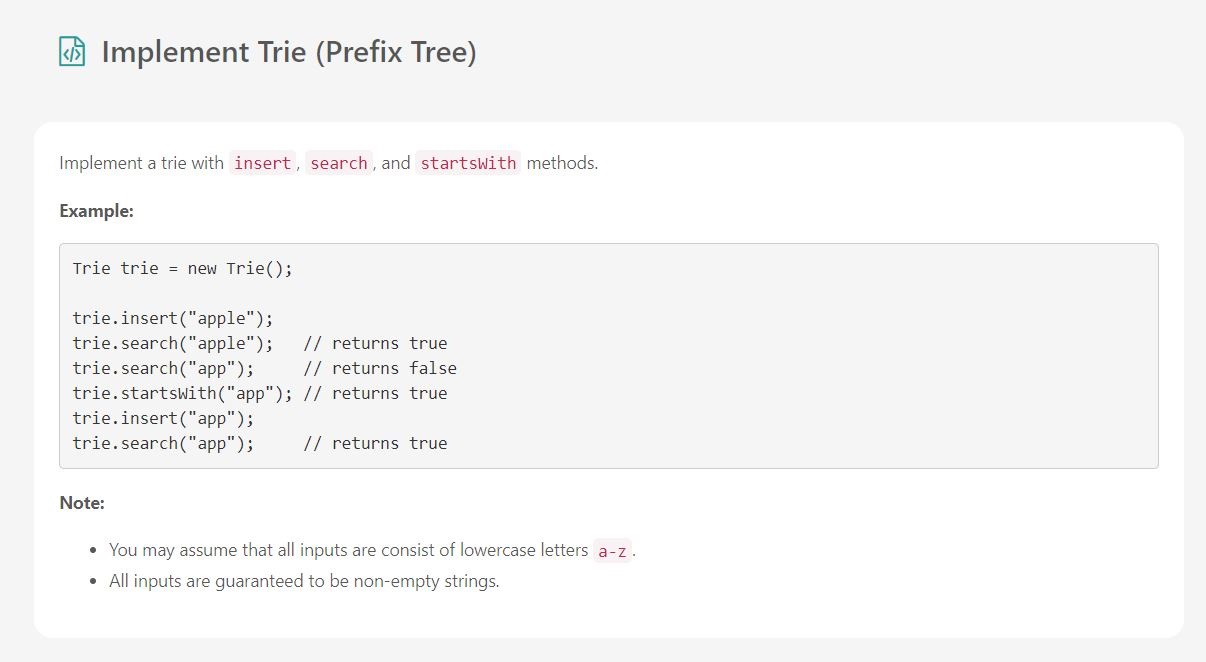 Implement Trie (Prefix Tree)
Implement a trie with insert, search, and startsWith methods.
Example:
Trie trie = new Trie();
trie.insert("apple");
trie.search("apple");   // returns true
trie.search("app");     // returns false
trie.startsWith("app"); // returns true
trie.insert("app");
trie.search("app");     // returns true
Note:
• You may assume that all inputs are consist of lowercase letters a-z.
• All inputs are guaranteed to be non-empty strings.